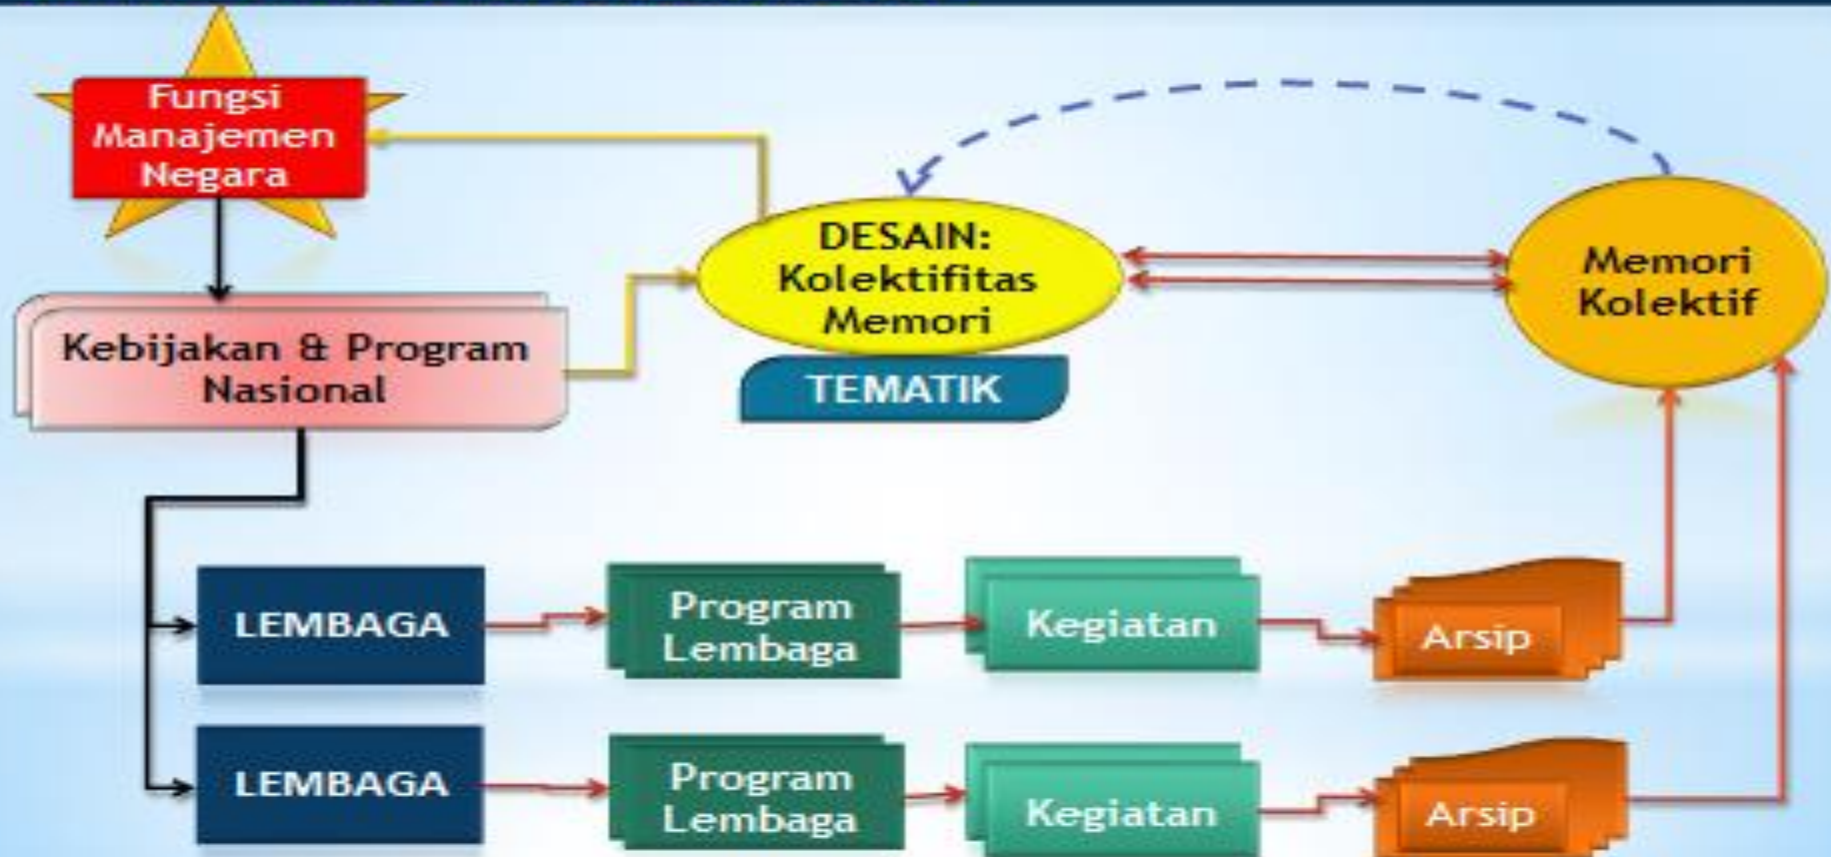 Fungsi
Manajemen
Negara
DESAIN:
Kolektifitas
Memori
Memori
Kolektif
Kebijakan & Program
Nasional
TEMATIK
LEMBAGA
Program
Lembaga
Kegiatan
Arsip
LEMBAGA
Program
Lembaga
Kegiatan
Arsip